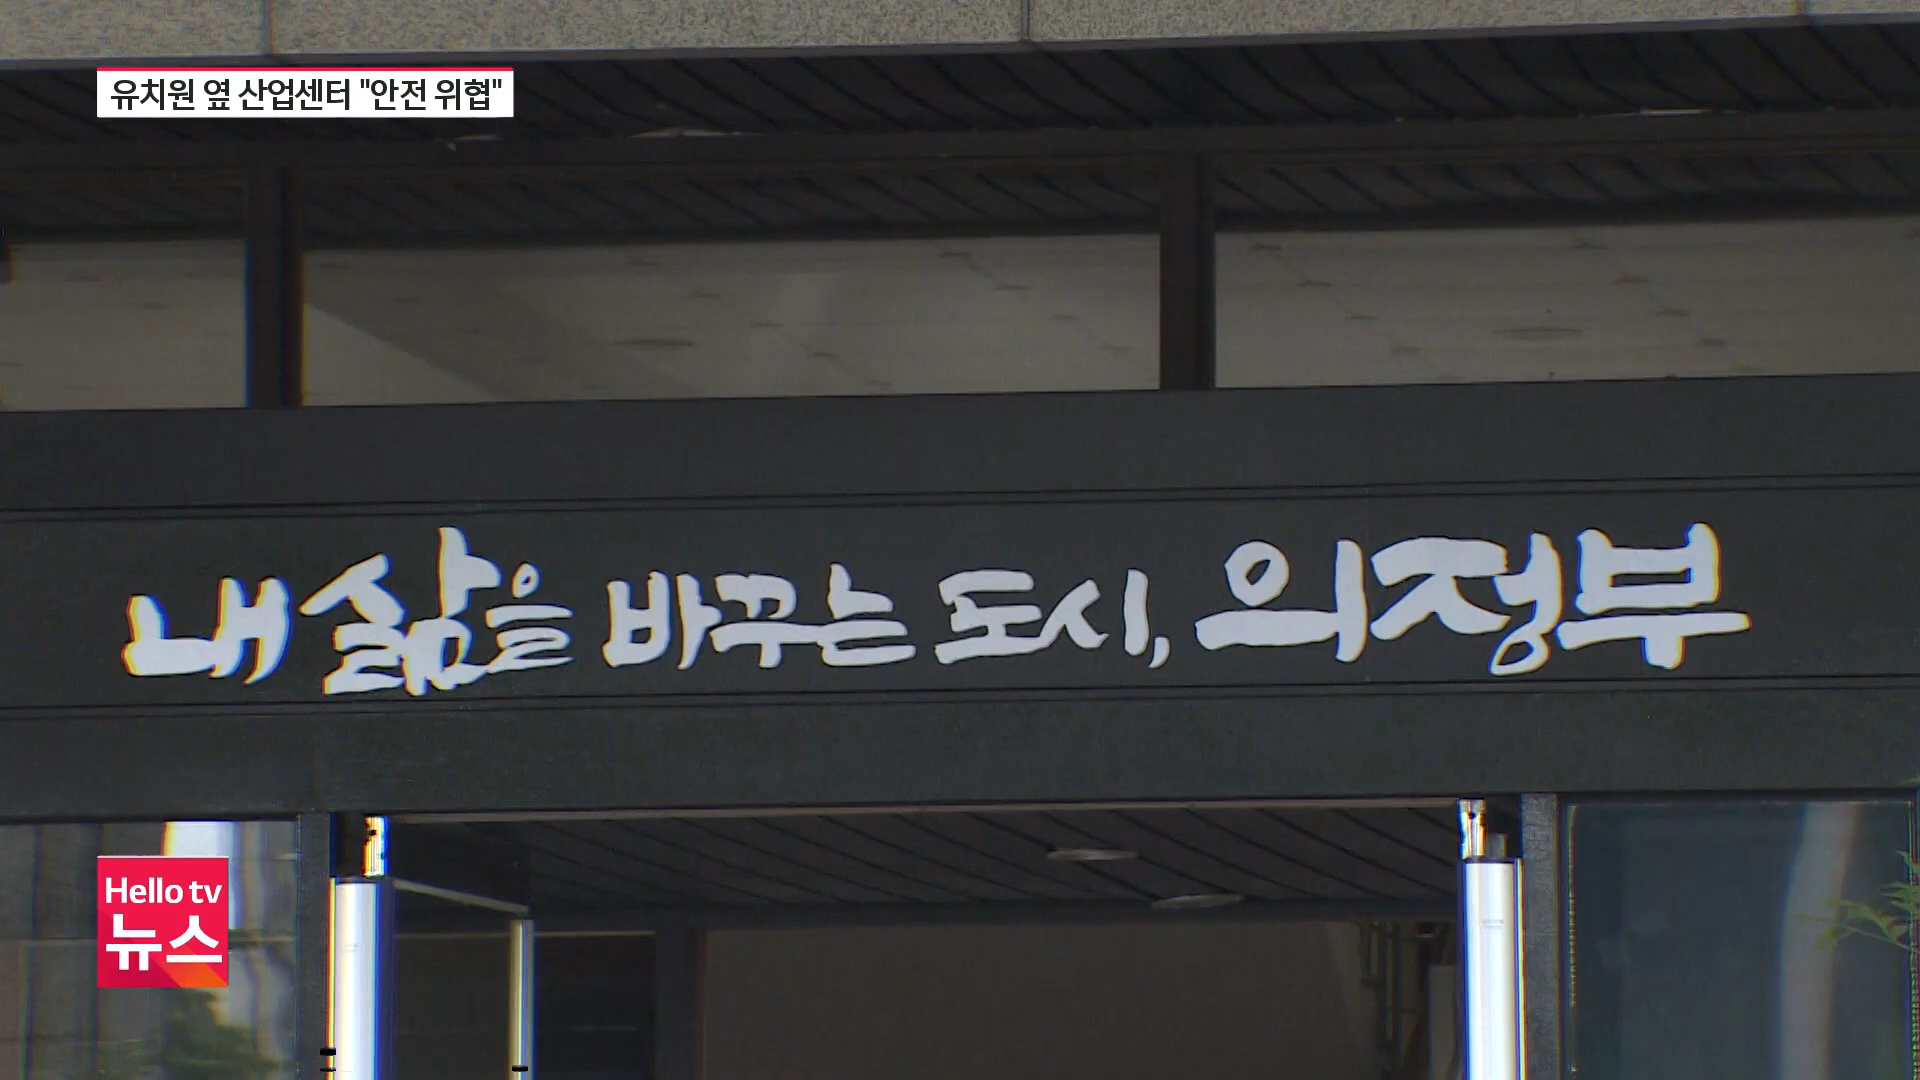 유치원 옆 산업센터 "안전 위협"
내 삶을 바꾸는 도시, 의정부
Hello tv
뉴스